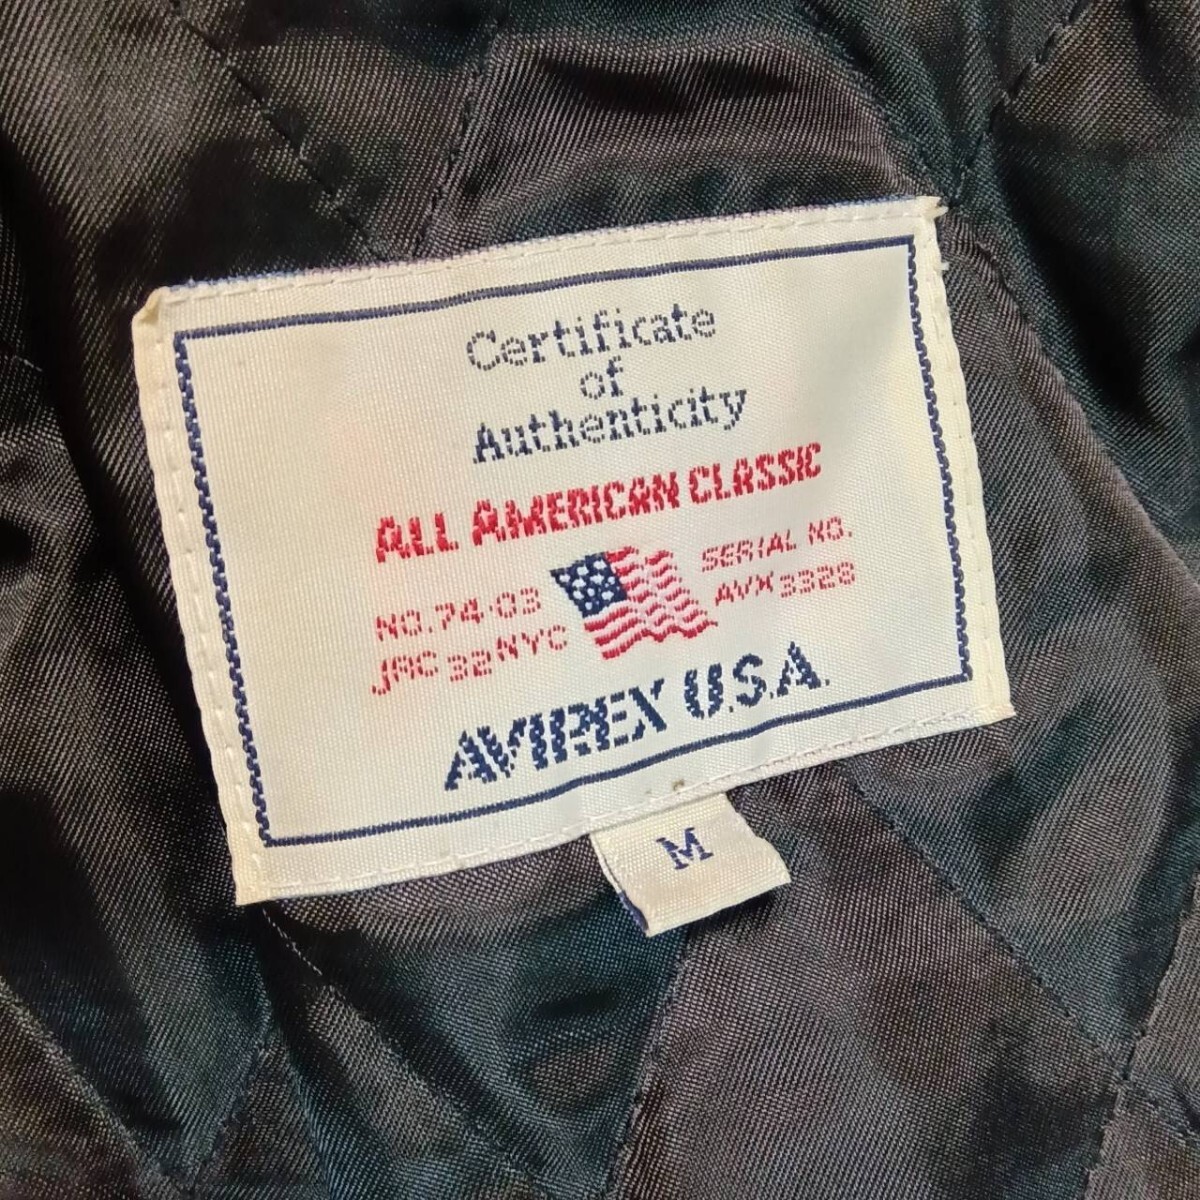 Certificate
of
Authenticity
ALL AMERICAN CLASSIC
NO.74-03
JRC 32 NYC
SERIAL NO.
AVX 3328
AVIREX U.S.A.
M